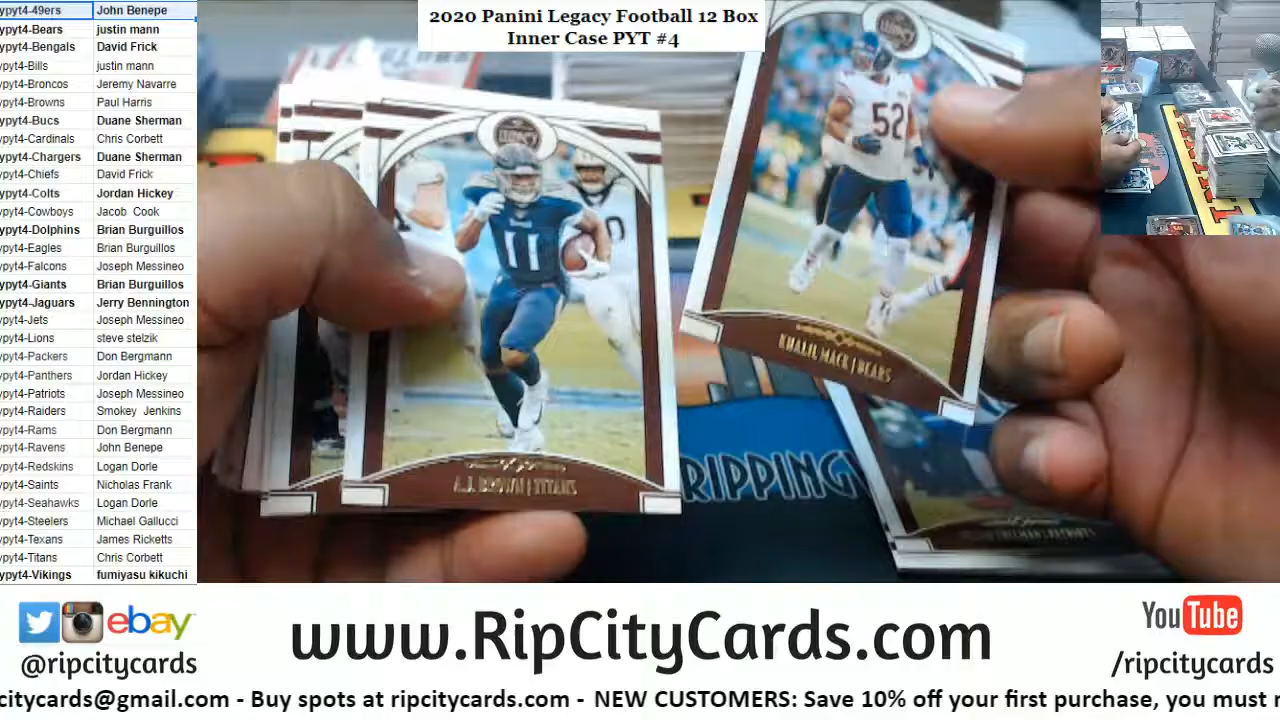 ypyt4-49ers John Benepe
ypyt4-Bears justin mann
ypyt4-Bengals David Frick
ypyt4-Bills justin mann
ypyt4-Broncos Jeremy Navarre
ypyt4-Browns Paul Harris
ypyt4-Bucs Duane Sherman
ypyt4-Cardinals Chris Corbett
ypyt4-Chargers Duane Sherman
ypyt4-Chiefs David Frick
ypyt4-Colts Jordan Hickey
ypyt4-Cowboys Jacob Cook
ypyt4-Dolphins Brian Burguillos
ypyt4-Eagles Brian Burguillos
ypyt4-Falcons Joseph Messineo
ypyt4-Giants Brian Burguillos
ypyt4-Jaguars Jerry Bennington
ypyt4-Jets Joseph Messineo
ypyt4-Lions steve stelzik
ypyt4-Packers Don Bergmann
ypyt4-Panthers Jordan Hickey
ypyt4-Patriots Joseph Messineo
ypyt4-Raiders Smokey Jenkins
ypyt4-Rams Don Bergmann
ypyt4-Ravens John Benepe
ypyt4-Redskins Logan Dorle
ypyt4-Saints Nicholas Frank
ypyt4-Seahawks Logan Dorle
ypyt4-Steelers Michael Gallucci
ypyt4-Texans James Ricketts
ypyt4-Titans Chris Corbett
ypyt4-Vikings fumiyasu kikuchi
2020 Panini Legacy Football 12 Box
Inner Case PYT #4
LEGACY
11
A.J. BROWN | TITANS
52
KHALIL MACK | BEARS
PATRIOTS
RIPPING
ebay
@ripcitycards
www.RipCityCards.com
YouTube
/ripcitycards
citycards@gmail.com - Buy spots at ripcitycards.com - NEW CUSTOMERS: Save 10% off your first purchase, you must